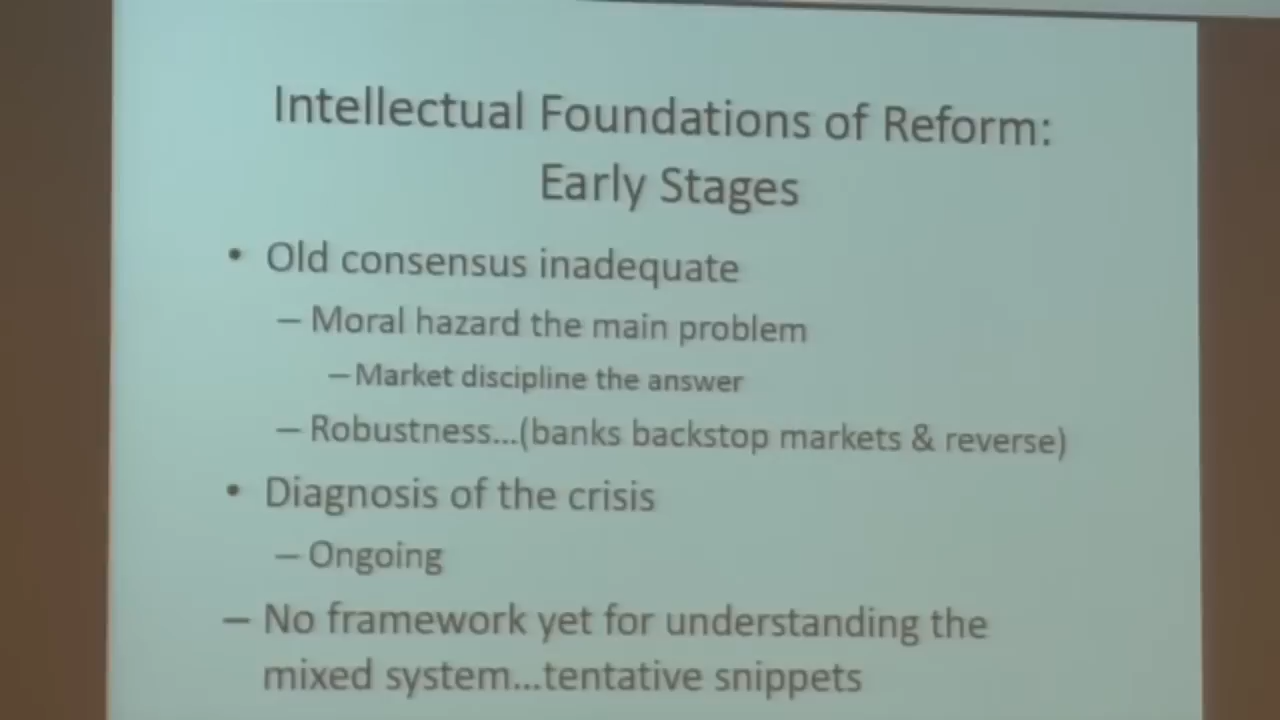 Intellectual Foundations of Reform:
Early Stages
• Old consensus inadequate
– Moral hazard the main problem
– Market discipline the answer
– Robustness...(banks backstop markets & reverse)
• Diagnosis of the crisis
– Ongoing
– No framework yet for understanding the
mixed system...tentative snippets